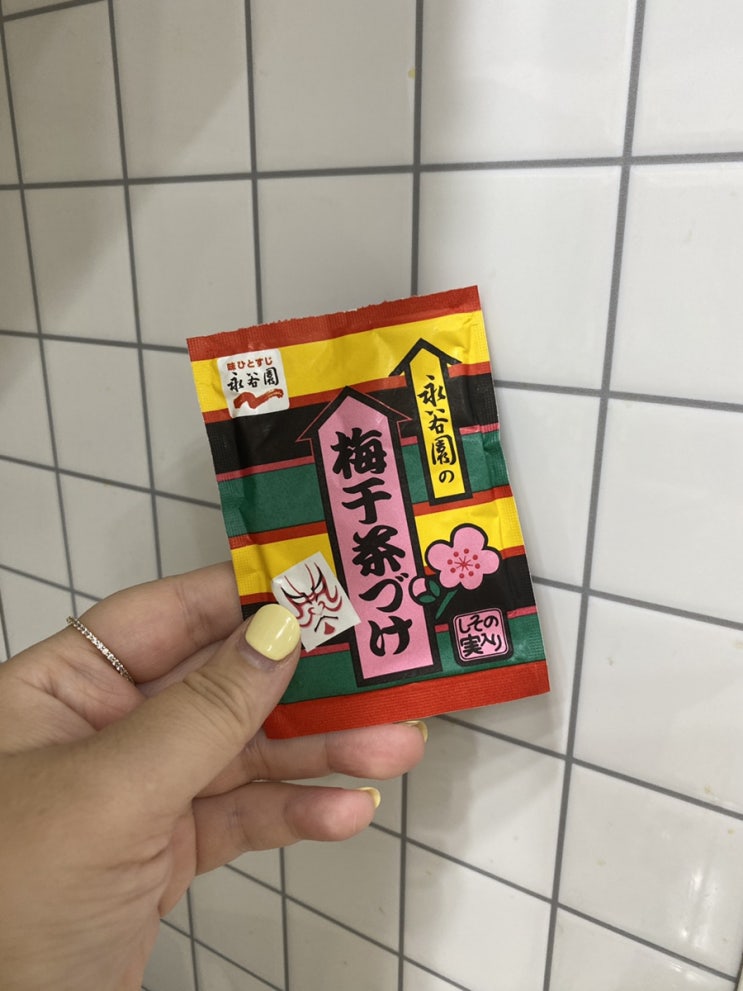 味ひとすじ
永谷園
永谷園の
梅干茶づけ
しその
実入り